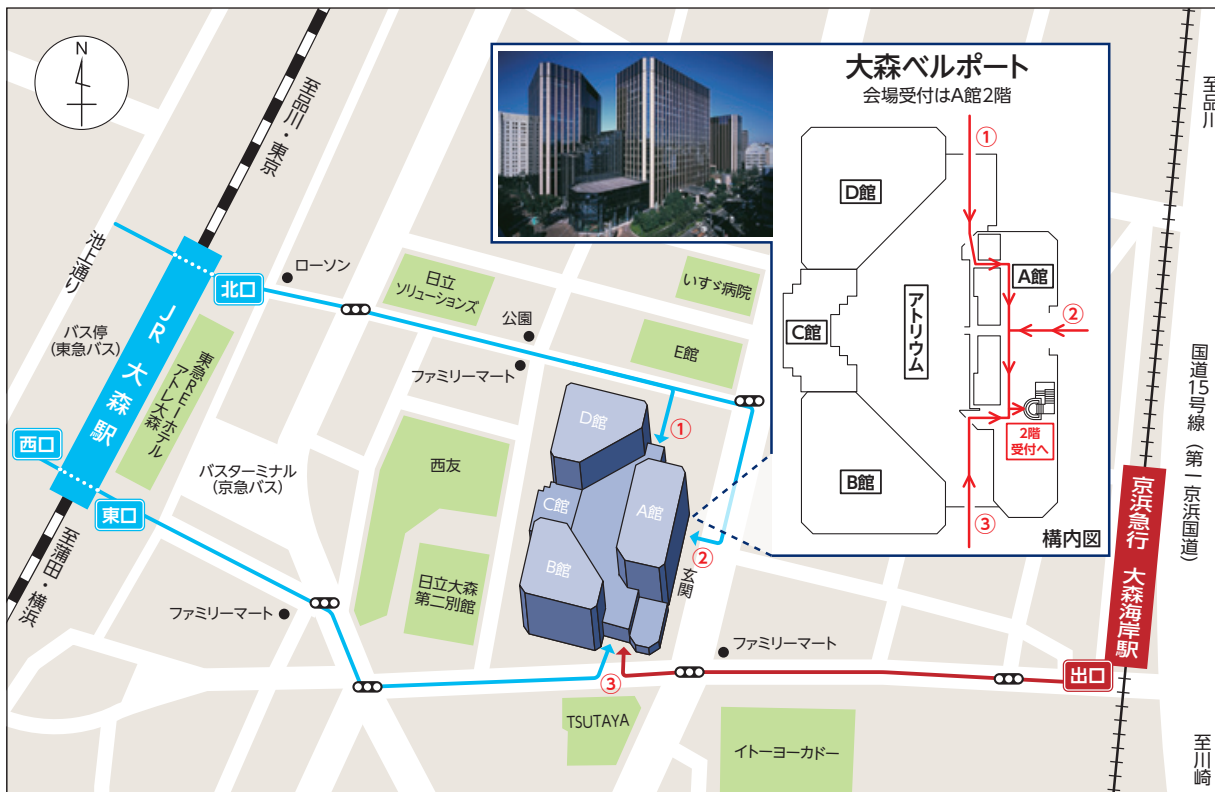 N
至品川・東京
池上通り
バス停
(東急バス)
JR 大森駅
北口
西口
東口
東急REIホテル
アトレ大森
至蒲田・横浜
ローソン
日立
ソリューションズ
公園
ファミリーマート
いすゞ病院
E館
バスターミナル
(京急バス)
西友
日立大森
第二別館
ファミリーマート
D館
C館
B館
A館
①
②
③
玄関
ファミリーマート
TSUTAYA
イトーヨーカドー
出口
京浜急行 大森海岸駅
国道15号線(第一京浜国道)
至品川
至川崎
大森ベルポート
会場受付はA館2階
①
D館
A館
②
C館
アトリウム
2階
受付へ
B館
③
構内図